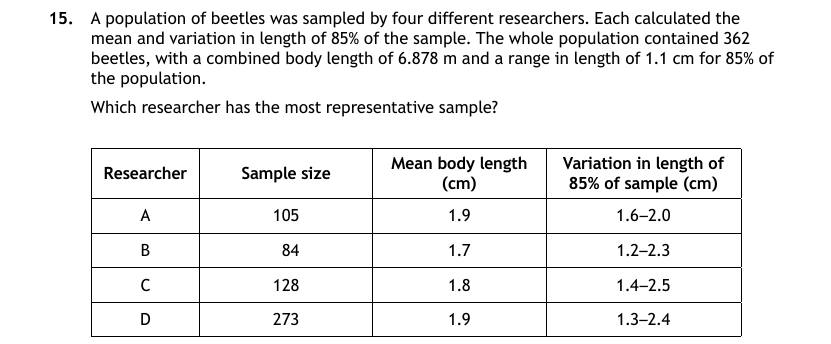 15. A population of beetles was sampled by four different researchers. Each calculated the
mean and variation in length of 85% of the sample. The whole population contained 362
beetles, with a combined body length of 6.878 m and a range in length of 1.1 cm for 85% of
the population.
Which researcher has the most representative sample?
Researcher Sample size Mean body length (cm) Variation in length of 85% of sample (cm)
A 105 1.9 1.6–2.0
B 84 1.7 1.2–2.3
C 128 1.8 1.4–2.5
D 273 1.9 1.3–2.4